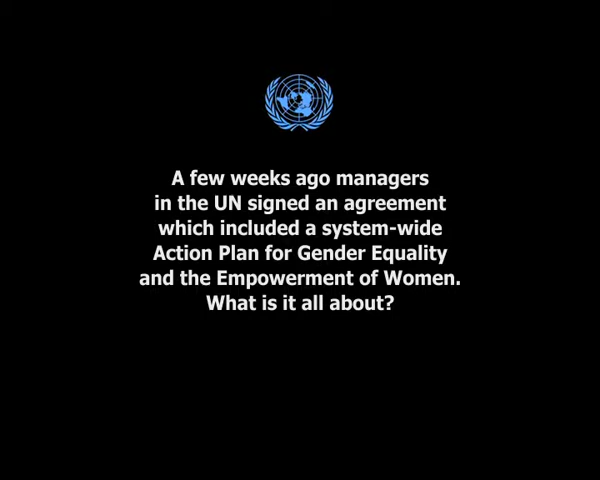 A few weeks ago managers
in the UN signed an agreement
which included a system-wide
Action Plan for Gender Equality
and the Empowerment of Women.
What is it all about?